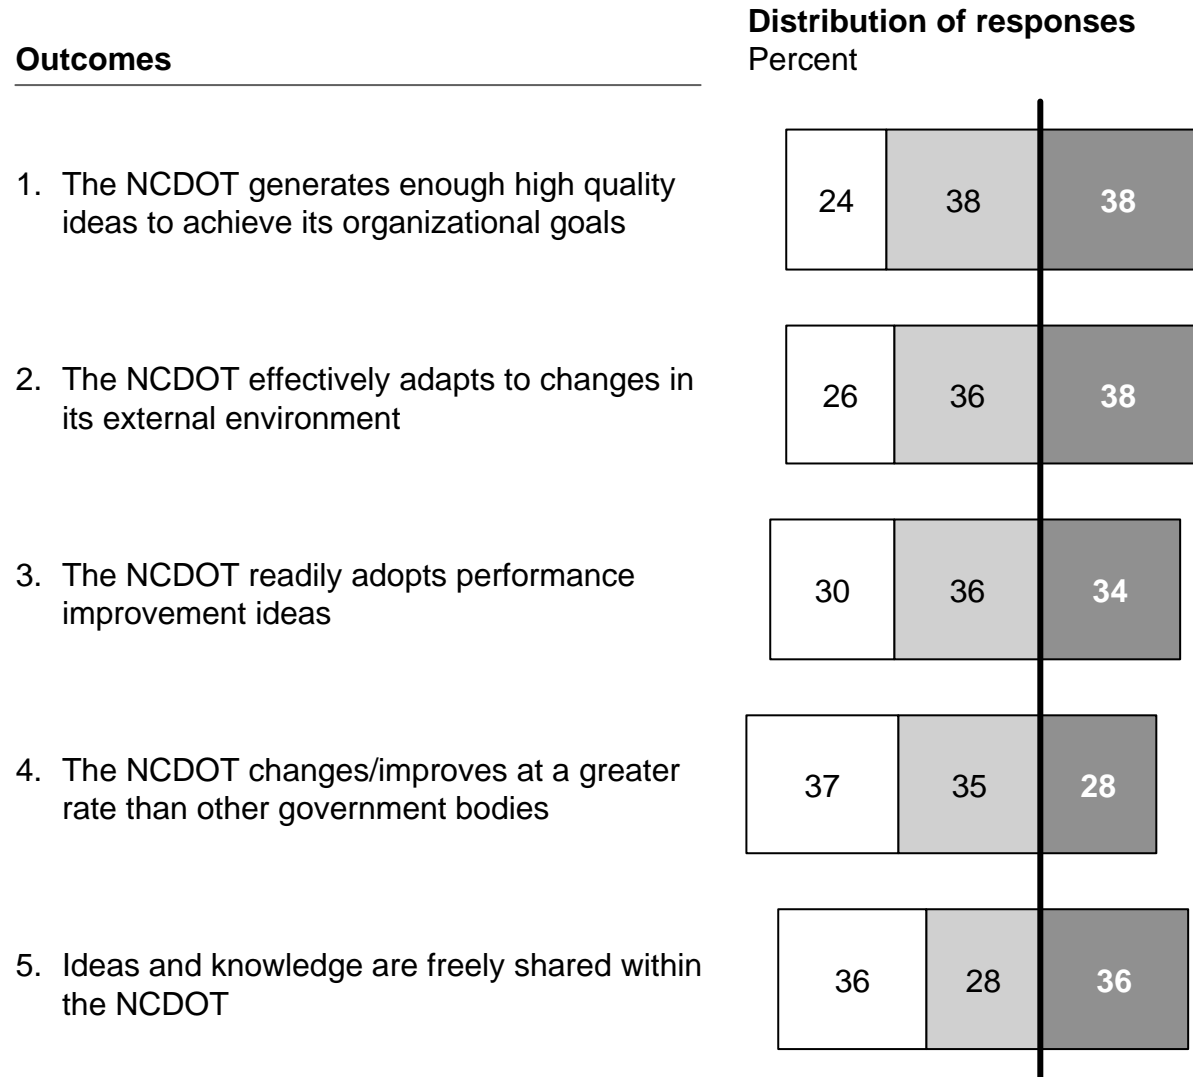 Distribution of responses
Outcomes
Percent
1. The NCDOT generates enough high quality
ideas to achieve its organizational goals
24 38 38
2. The NCDOT effectively adapts to changes in
its external environment
26 36 38
3. The NCDOT readily adopts performance
improvement ideas
30 36 34
4. The NCDOT changes/improves at a greater
rate than other government bodies
37 35 28
5. Ideas and knowledge are freely shared within
the NCDOT
36 28 36